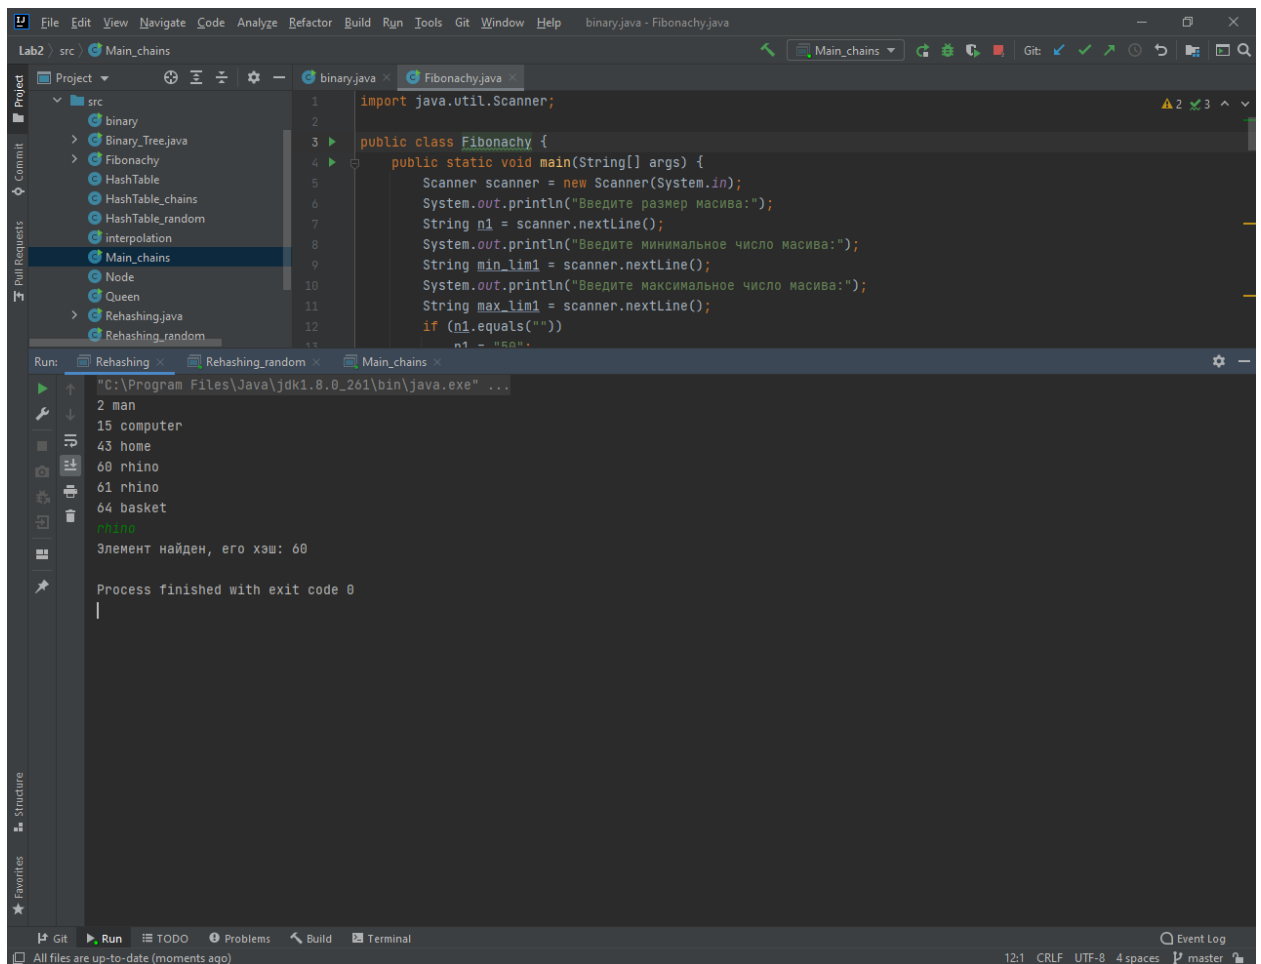 File Edit View Navigate Code Analyze Refactor Build Run Tools Git Window Help binary.java - Fibonachy.java
Lab2 src Main_chains Main_chains Git:
Project binary.java Fibonachy.java
src
binary
Binary_Tree.java
Fibonachy
HashTable
HashTable_chains
HashTable_random
interpolation
Main_chains
Node
Queen
Rehashing.java
Rehashing_random
Project
Commit
Pull Requests
1 import java.util.Scanner;
2
3 public class Fibonachy {
4 public static void main(String[] args) {
5 Scanner scanner = new Scanner(System.in);
6 System.out.println("Введите размер масива:");
7 String n1 = scanner.nextLine();
8 System.out.println("Введите минимальное число масива:");
9 String min_lim1 = scanner.nextLine();
10 System.out.println("Введите максимальное число масива:");
11 String max_lim1 = scanner.nextLine();
12 if (n1.equals(""))
13 n1 = "50";
2 3
Run: Rehashing Rehashing_random Main_chains
"C:\Program Files\Java\jdk1.8.0_261\bin\java.exe" ...
2 man
15 computer
43 home
60 rhino
61 rhino
64 basket
rhino
Элемент найден, его хэш: 60
Process finished with exit code 0
Structure
Favorites
Git Run TODO Problems Build Terminal Event Log
All files are up-to-date (moments ago) 12:1 CRLF UTF-8 4 spaces master